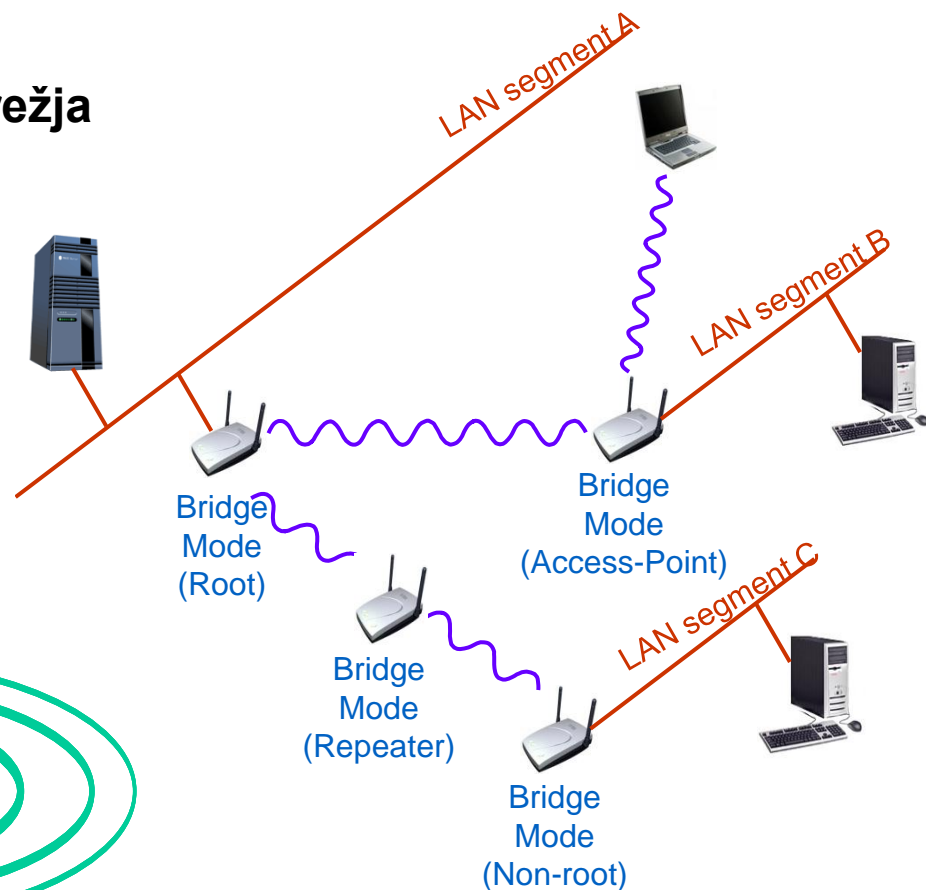 LAN segment A
ežja
LAN segment B
Bridge
Mode
(Root)
Bridge
Mode
(Access-Point)
LAN segment C
Bridge
Mode
(Repeater)
Bridge
Mode
(Non-root)